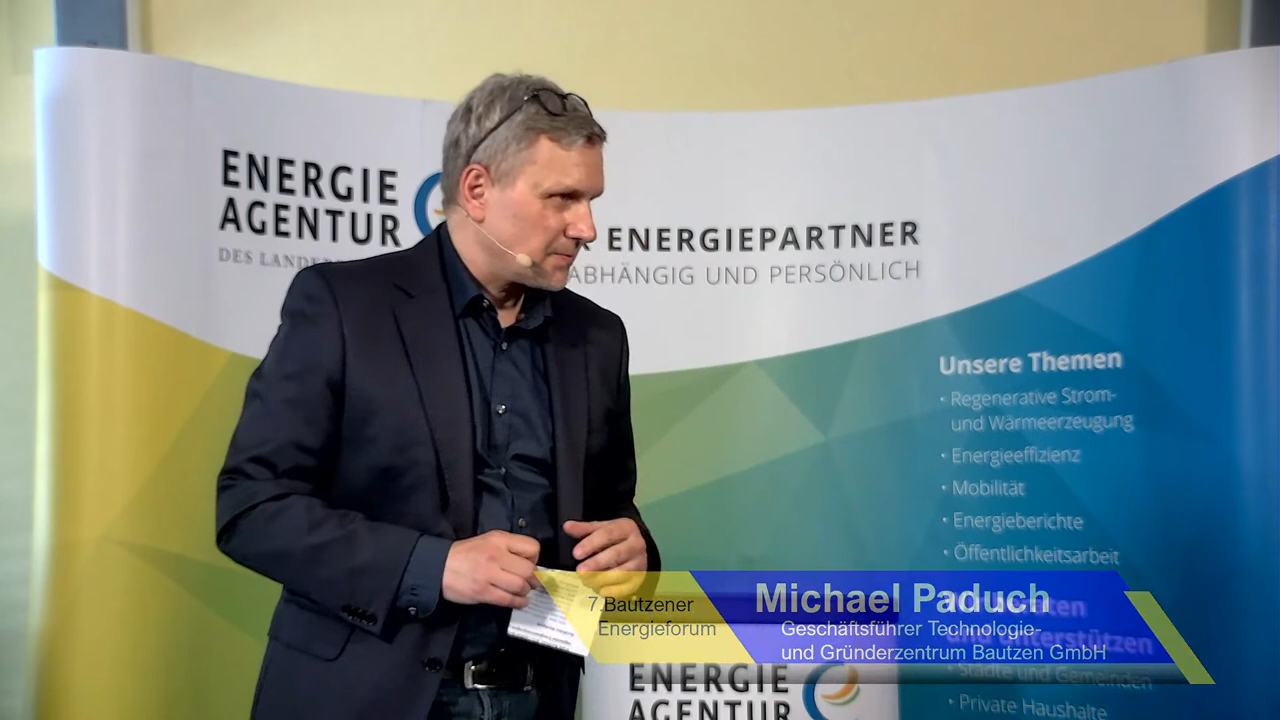 ENERGIE
AGENTUR
DES
ENERGIEPARTNER
UND PERSÖNLICH
Unsere Themen
• Regenerative Strom-
und Wärmeerzeugung
• Energieeffizienz
• Mobilität
• Energieberichte
• Öffentlichkeitsarbeit
7.Bautzener
Energieforum
Michael Paduch
Geschäftsführer Technologie-
und Gründerzentrum Bautzen GmbH
• Städte und Gemeinden
• Private Haushalte
ENERGIE
AGENTUR